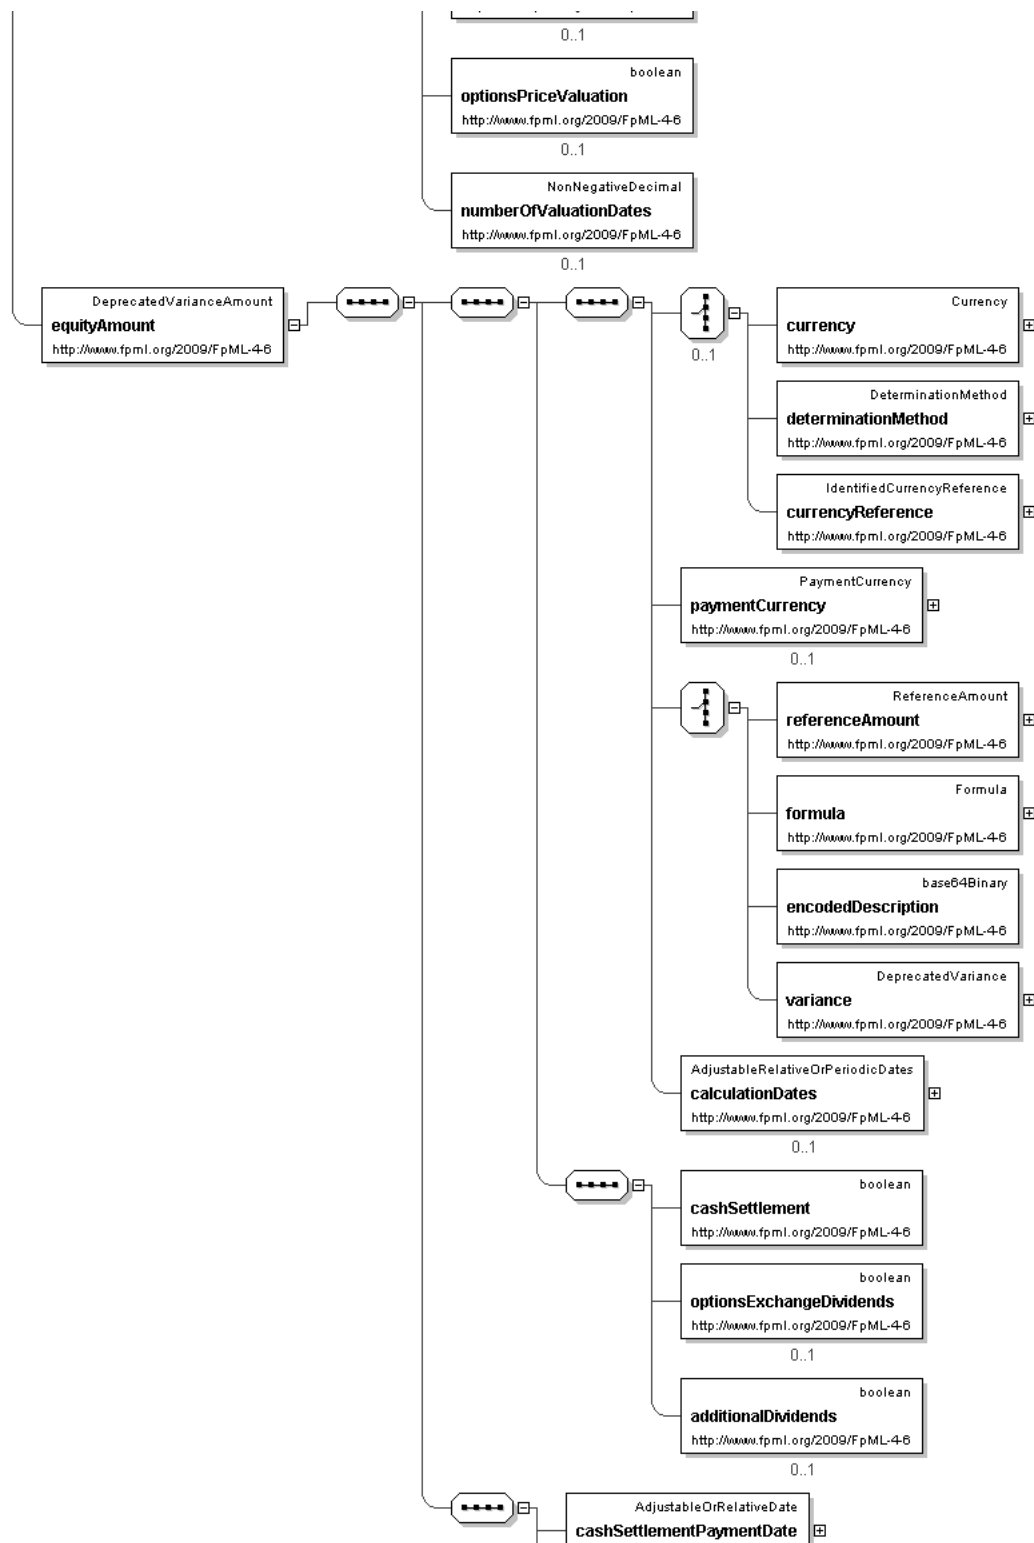 0..1
boolean
optionsPriceValuation
http://www.fpml.org/2009/FpML-4-6
0..1
NonNegativeDecimal
numberOfValuationDates
http://www.fpml.org/2009/FpML-4-6
0..1
DeprecatedVarianceAmount
equityAmount
http://www.fpml.org/2009/FpML-4-6
0..1
Currency
currency
http://www.fpml.org/2009/FpML-4-6
DeterminationMethod
determinationMethod
http://www.fpml.org/2009/FpML-4-6
IdentifiedCurrencyReference
currencyReference
http://www.fpml.org/2009/FpML-4-6
PaymentCurrency
paymentCurrency
http://www.fpml.org/2009/FpML-4-6
0..1
ReferenceAmount
referenceAmount
http://www.fpml.org/2009/FpML-4-6
Formula
formula
http://www.fpml.org/2009/FpML-4-6
base64Binary
encodedDescription
http://www.fpml.org/2009/FpML-4-6
DeprecatedVariance
variance
http://www.fpml.org/2009/FpML-4-6
AdjustableRelativeOrPeriodicDates
calculationDates
http://www.fpml.org/2009/FpML-4-6
0..1
boolean
cashSettlement
http://www.fpml.org/2009/FpML-4-6
boolean
optionsExchangeDividends
http://www.fpml.org/2009/FpML-4-6
0..1
boolean
additionalDividends
http://www.fpml.org/2009/FpML-4-6
0..1
AdjustableOrRelativeDate
cashSettlementPaymentDate